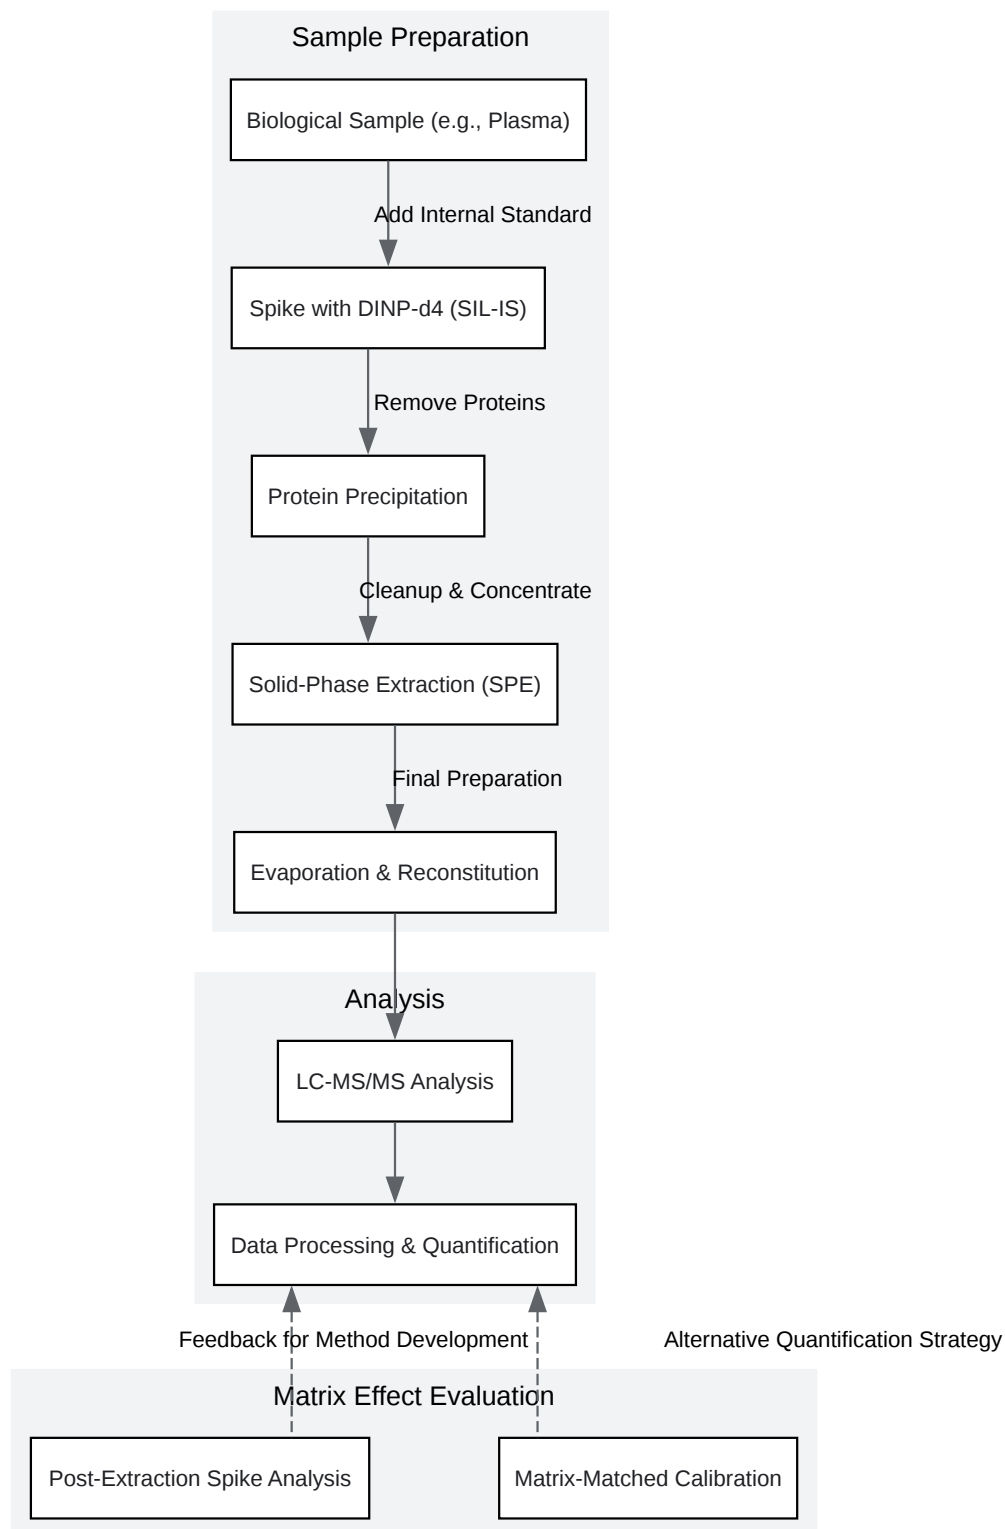 Sample Preparation
Biological Sample (e.g., Plasma)
Add Internal Standard
Spike with DINP-d4 (SIL-IS)
Remove Proteins
Protein Precipitation
Cleanup & Concentrate
Solid-Phase Extraction (SPE)
Final Preparation
Evaporation & Reconstitution
Analysis
LC-MS/MS Analysis
Data Processing & Quantification
Feedback for Method Development
Alternative Quantification Strategy
Matrix Effect Evaluation
Post-Extraction Spike Analysis
Matrix-Matched Calibration